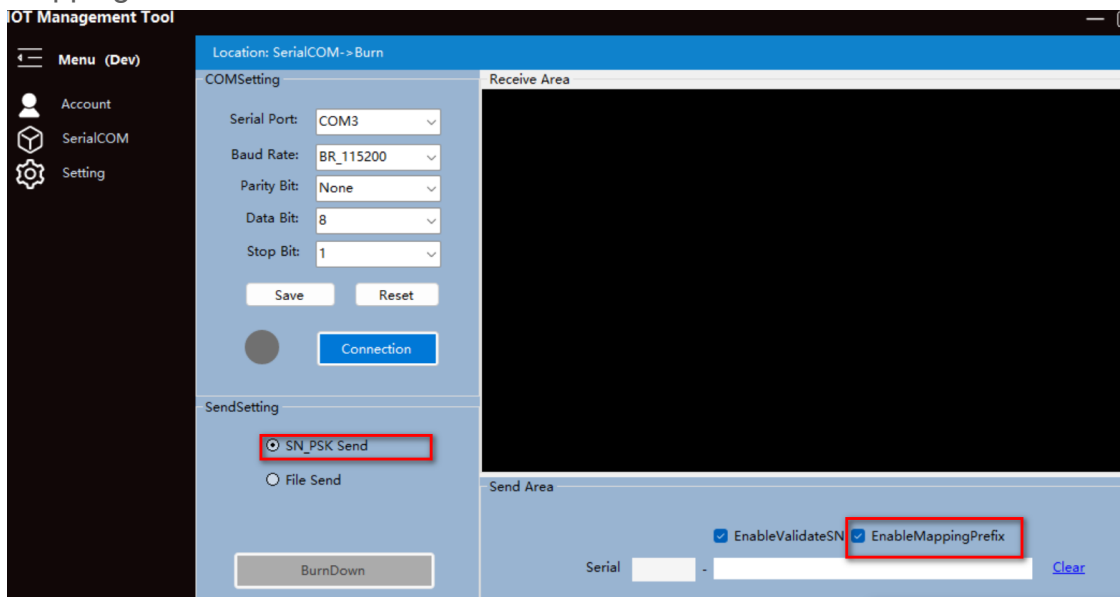 IOT Management Tool
Menu (Dev)
Account
SerialCOM
Setting
Location: SerialCOM->Burn
COMSetting
Serial Port: COM3
Baud Rate: BR_115200
Parity Bit: None
Data Bit: 8
Stop Bit: 1
Save Reset
Connection
SendSetting
SN_PSK Send
File Send
BurnDown
Receive Area
Send Area
EnableValidateSN EnableMappingPrefix
Serial - Clear